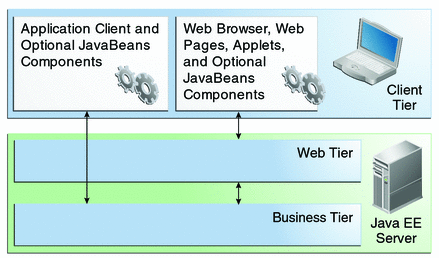 Application Client and
Optional JavaBeans
Components
Web Browser, Web
Pages, Applets,
and Optional
JavaBeans
Components
Client
Tier
Web Tier
Business Tier
Java EE
Server